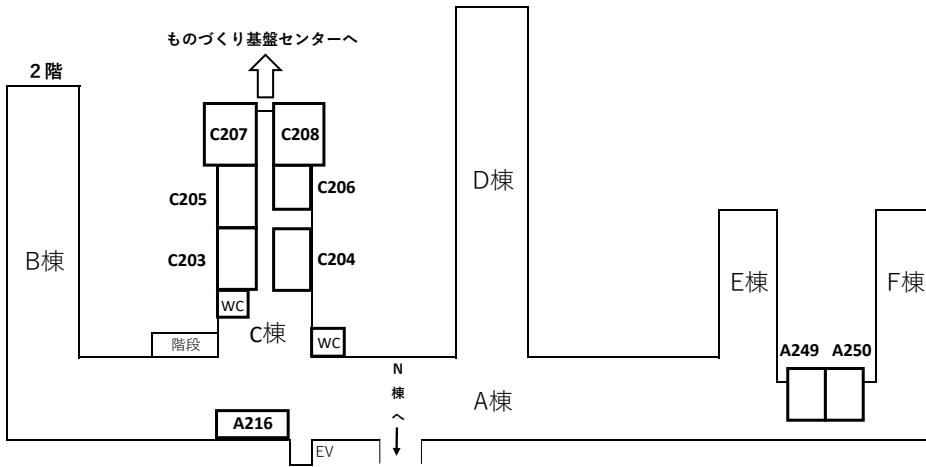 ものづくり基盤センターへ
２階
C207
C208
C205
C206
D棟
B棟
C203
C204
E棟
F棟
WC
C棟
階段
WC
A249
A250
N棟へ
A棟
A216
EV